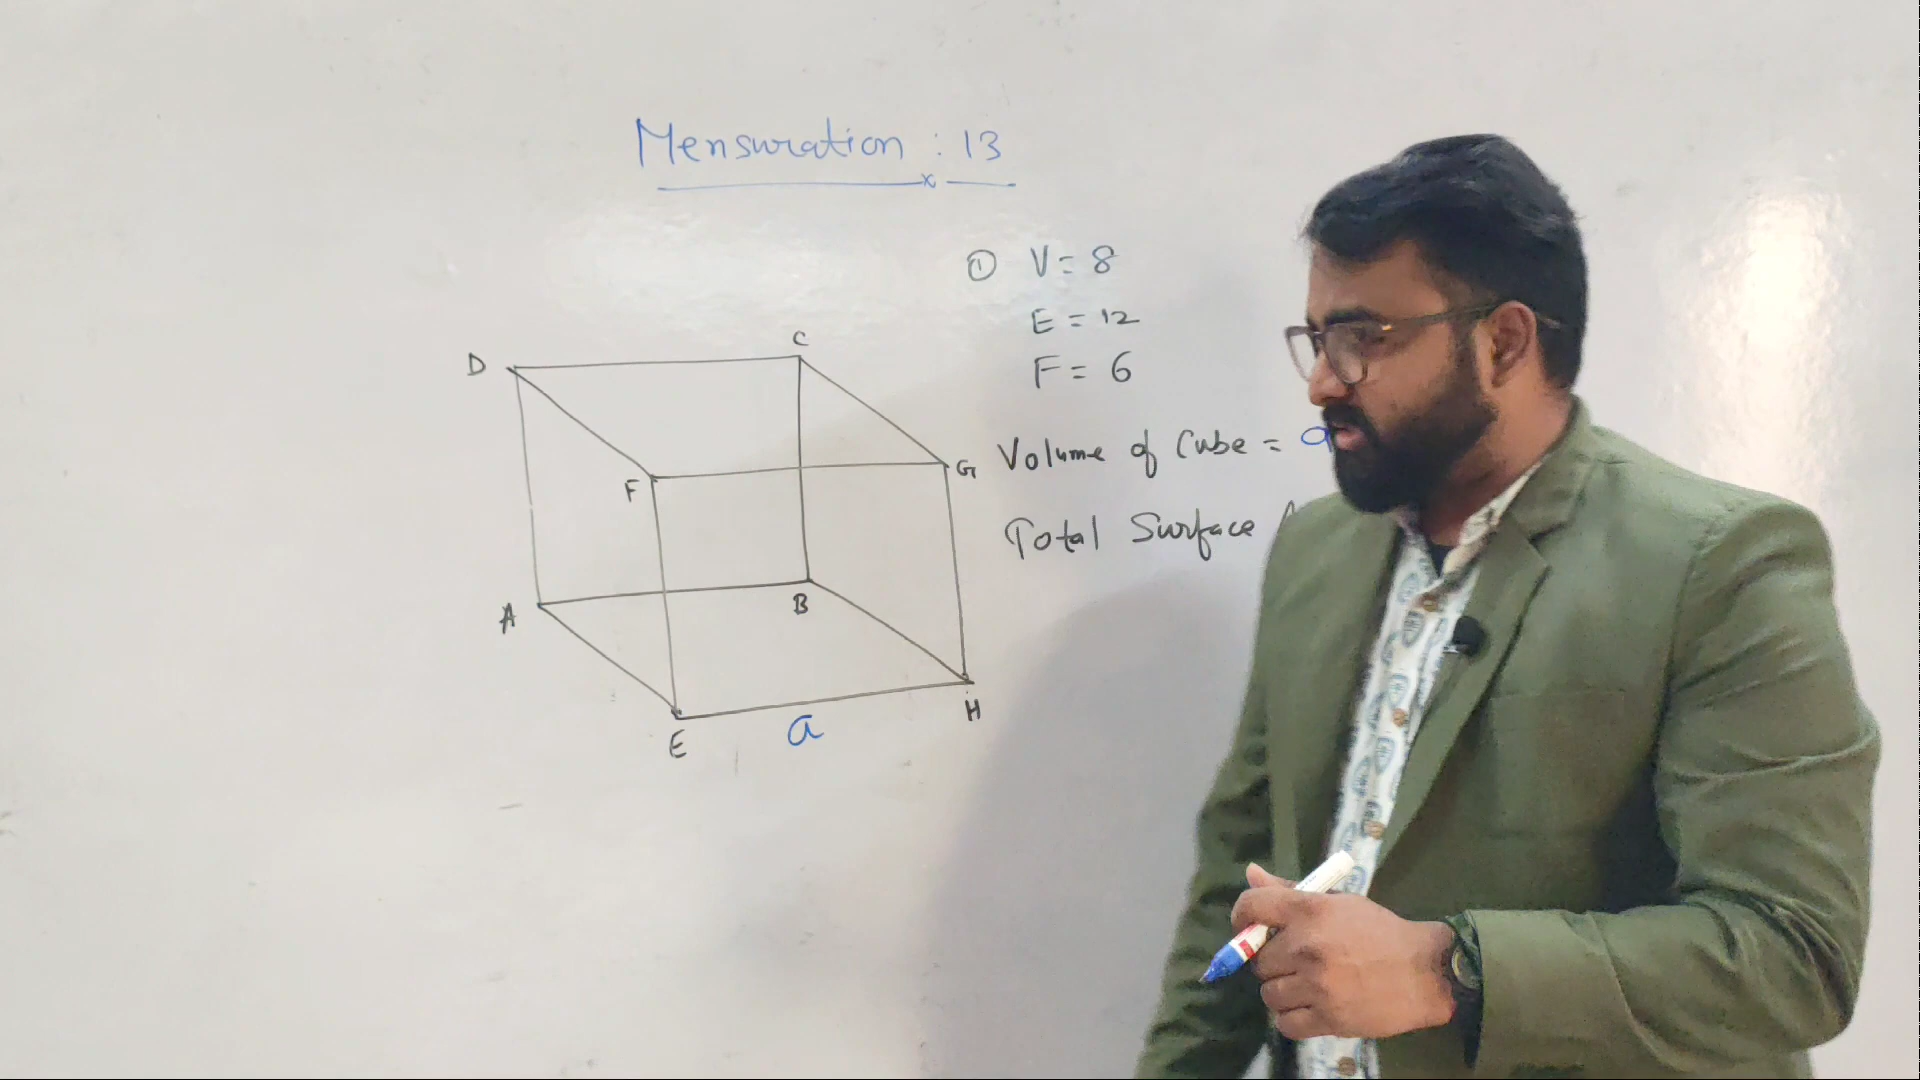 Mensuration : 13
① V = 8
E = 12
F = 6
Volume of Cube = a
Total Surface
D
C
F
G
A
B
E
a
H